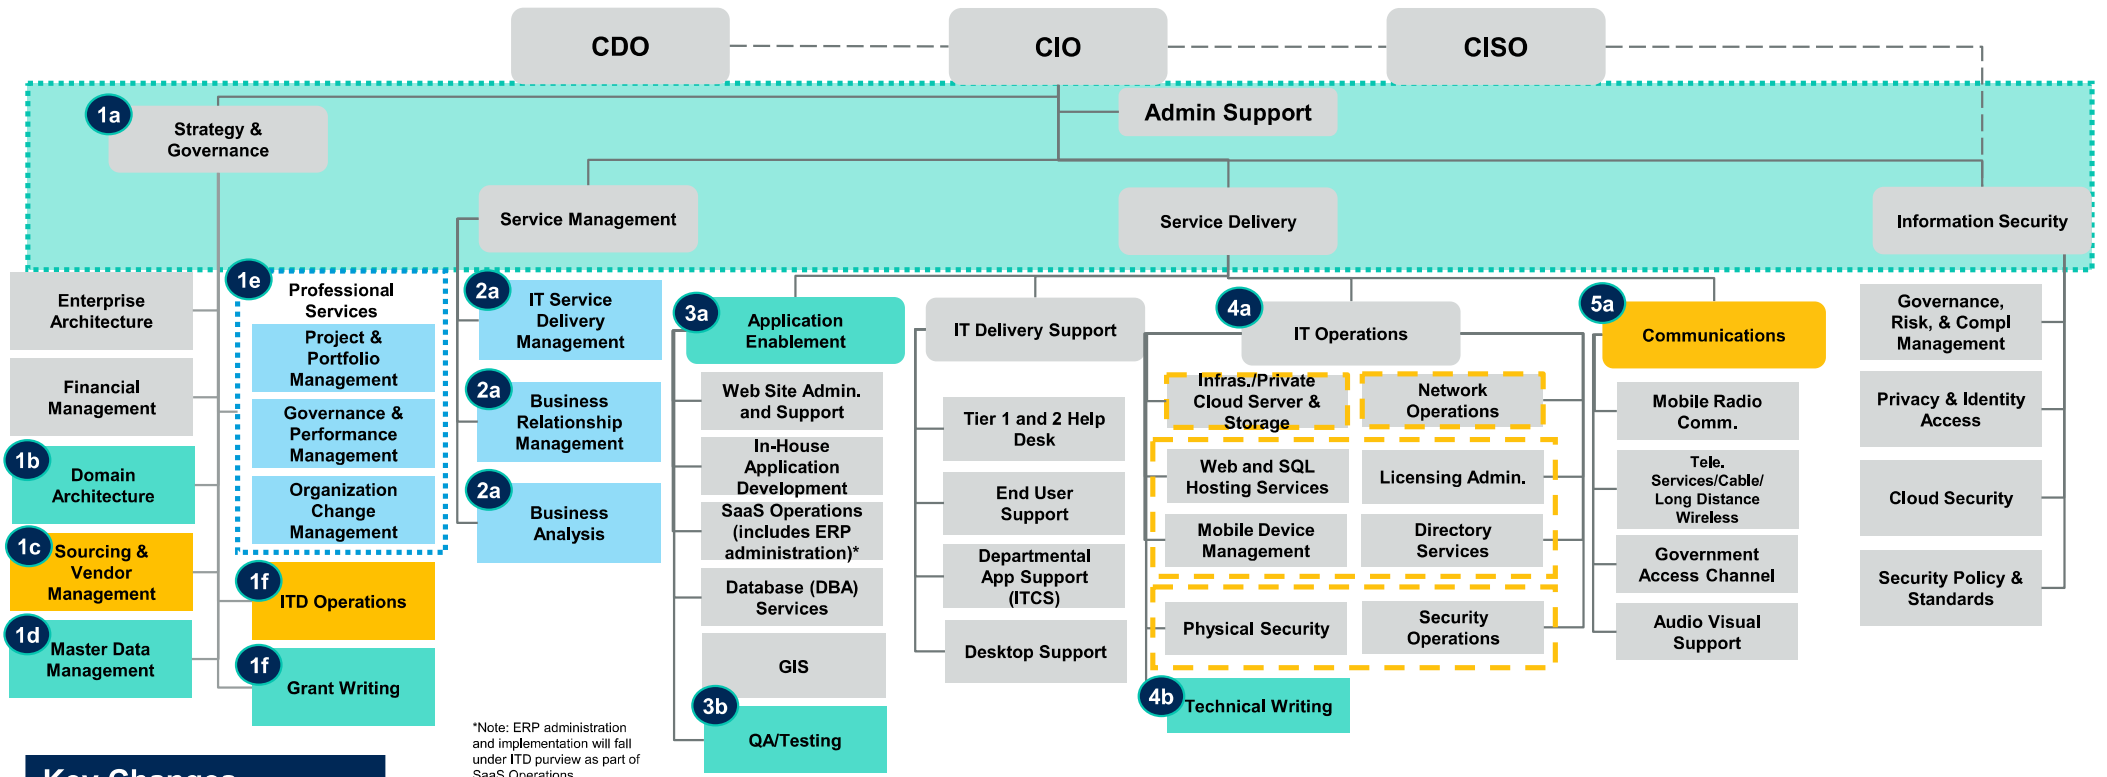 CDO
CIO
CISO
1a
Strategy &
Governance
Admin Support
Service Management
Service Delivery
Information Security
Enterprise
Architecture
Financial
Management
1b
Domain
Architecture
1c
Sourcing &
Vendor
Management
1d
Master Data
Management
1e
Professional
Services
Project &
Portfolio
Management
Governance &
Performance
Management
Organization
Change
Management
1f
ITD Operations
1f
Grant Writing
2a
IT Service
Delivery
Management
2a
Business
Relationship
Management
2a
Business
Analysis
3a
Application
Enablement
Web Site Admin.
and Support
In-House
Application
Development
SaaS Operations
(includes ERP
administration)*
Database (DBA)
Services
GIS
3b
QA/Testing
IT Delivery Support
Tier 1 and 2 Help
Desk
End User
Support
Departmental
App Support
(ITCS)
Desktop Support
4a
IT Operations
Infras./Private
Cloud Server &
Storage
Network
Operations
Web and SQL
Hosting Services
Licensing Admin.
Mobile Device
Management
Directory
Services
Physical Security
Security
Operations
4b
Technical Writing
5a
Communications
Mobile Radio
Comm.
Tele.
Services/Cable/
Long Distance
Wireless
Government
Access Channel
Audio Visual
Support
Governance,
Risk, & Compl
Management
Privacy & Identity
Access
Cloud Security
Security Policy &
Standards
*Note: ERP administration
and implementation will fall
under ITD purview as part of
SaaS Operations
Key Changes